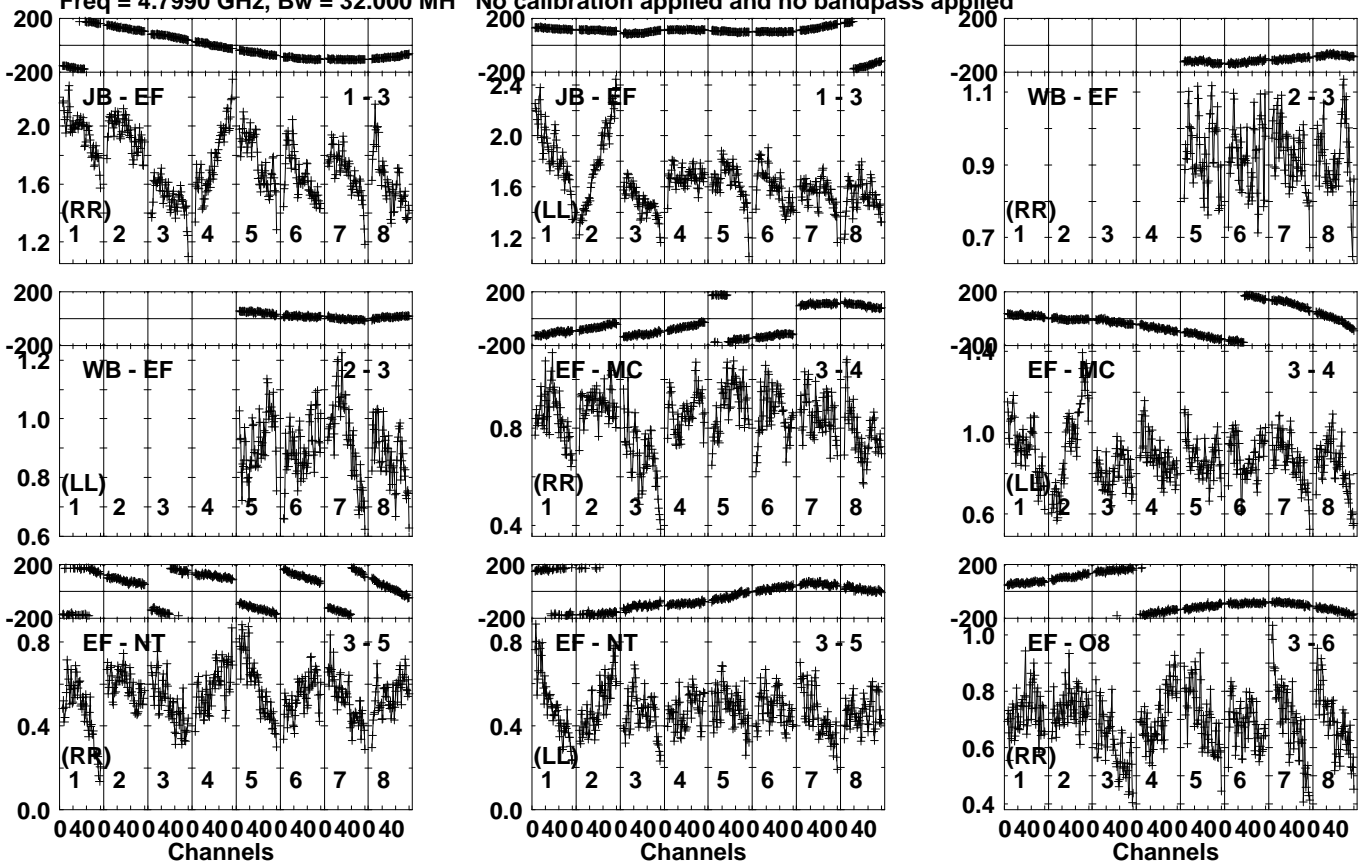 Freq = 4.7990 GHz, Bw = 32.000 MH No calibration applied and no bandpass applied
200
-200
JB - EF 1 - 3
2.0
1.6
1.2
(RR)
1 2 3 4 5 6 7 8
200
-200
2.4
JB - EF 1 - 3
2.0
1.6
1.2
(LL)
1 2 3 4 5 6 7 8
200
-200
1.1
WB - EF 2 - 3
0.9
0.7
(RR)
1 2 3 4 5 6 7 8
200
-200
1.2
WB - EF 2 - 3
1.0
0.8
0.6
(LL)
1 2 3 4 5 6 7 8
200
-200
EF - MC 3 - 4
0.8
0.4
(RR)
1 2 3 4 5 6 7 8
200
-200
1.4
EF - MC 3 - 4
1.0
0.6
(LL)
1 2 3 4 5 6 7 8
200
-200
0.8
EF - NT 3 - 5
0.4
0.0
(RR)
1 2 3 4 5 6 7 8
0 40 0 40 0 40 0 40 0 40 0 40 0 40 0 40
Channels
200
-200
0.8
EF - NT 3 - 5
0.4
0.0
(LL)
1 2 3 4 5 6 7 8
0 40 0 40 0 40 0 40 0 40 0 40 0 40 0 40
Channels
200
-200
1.0
EF - O8 3 - 6
0.8
0.6
0.4
(RR)
1 2 3 4 5 6 7 8
0 40 0 40 0 40 0 40 0 40 0 40 0 40 0 40
Channels